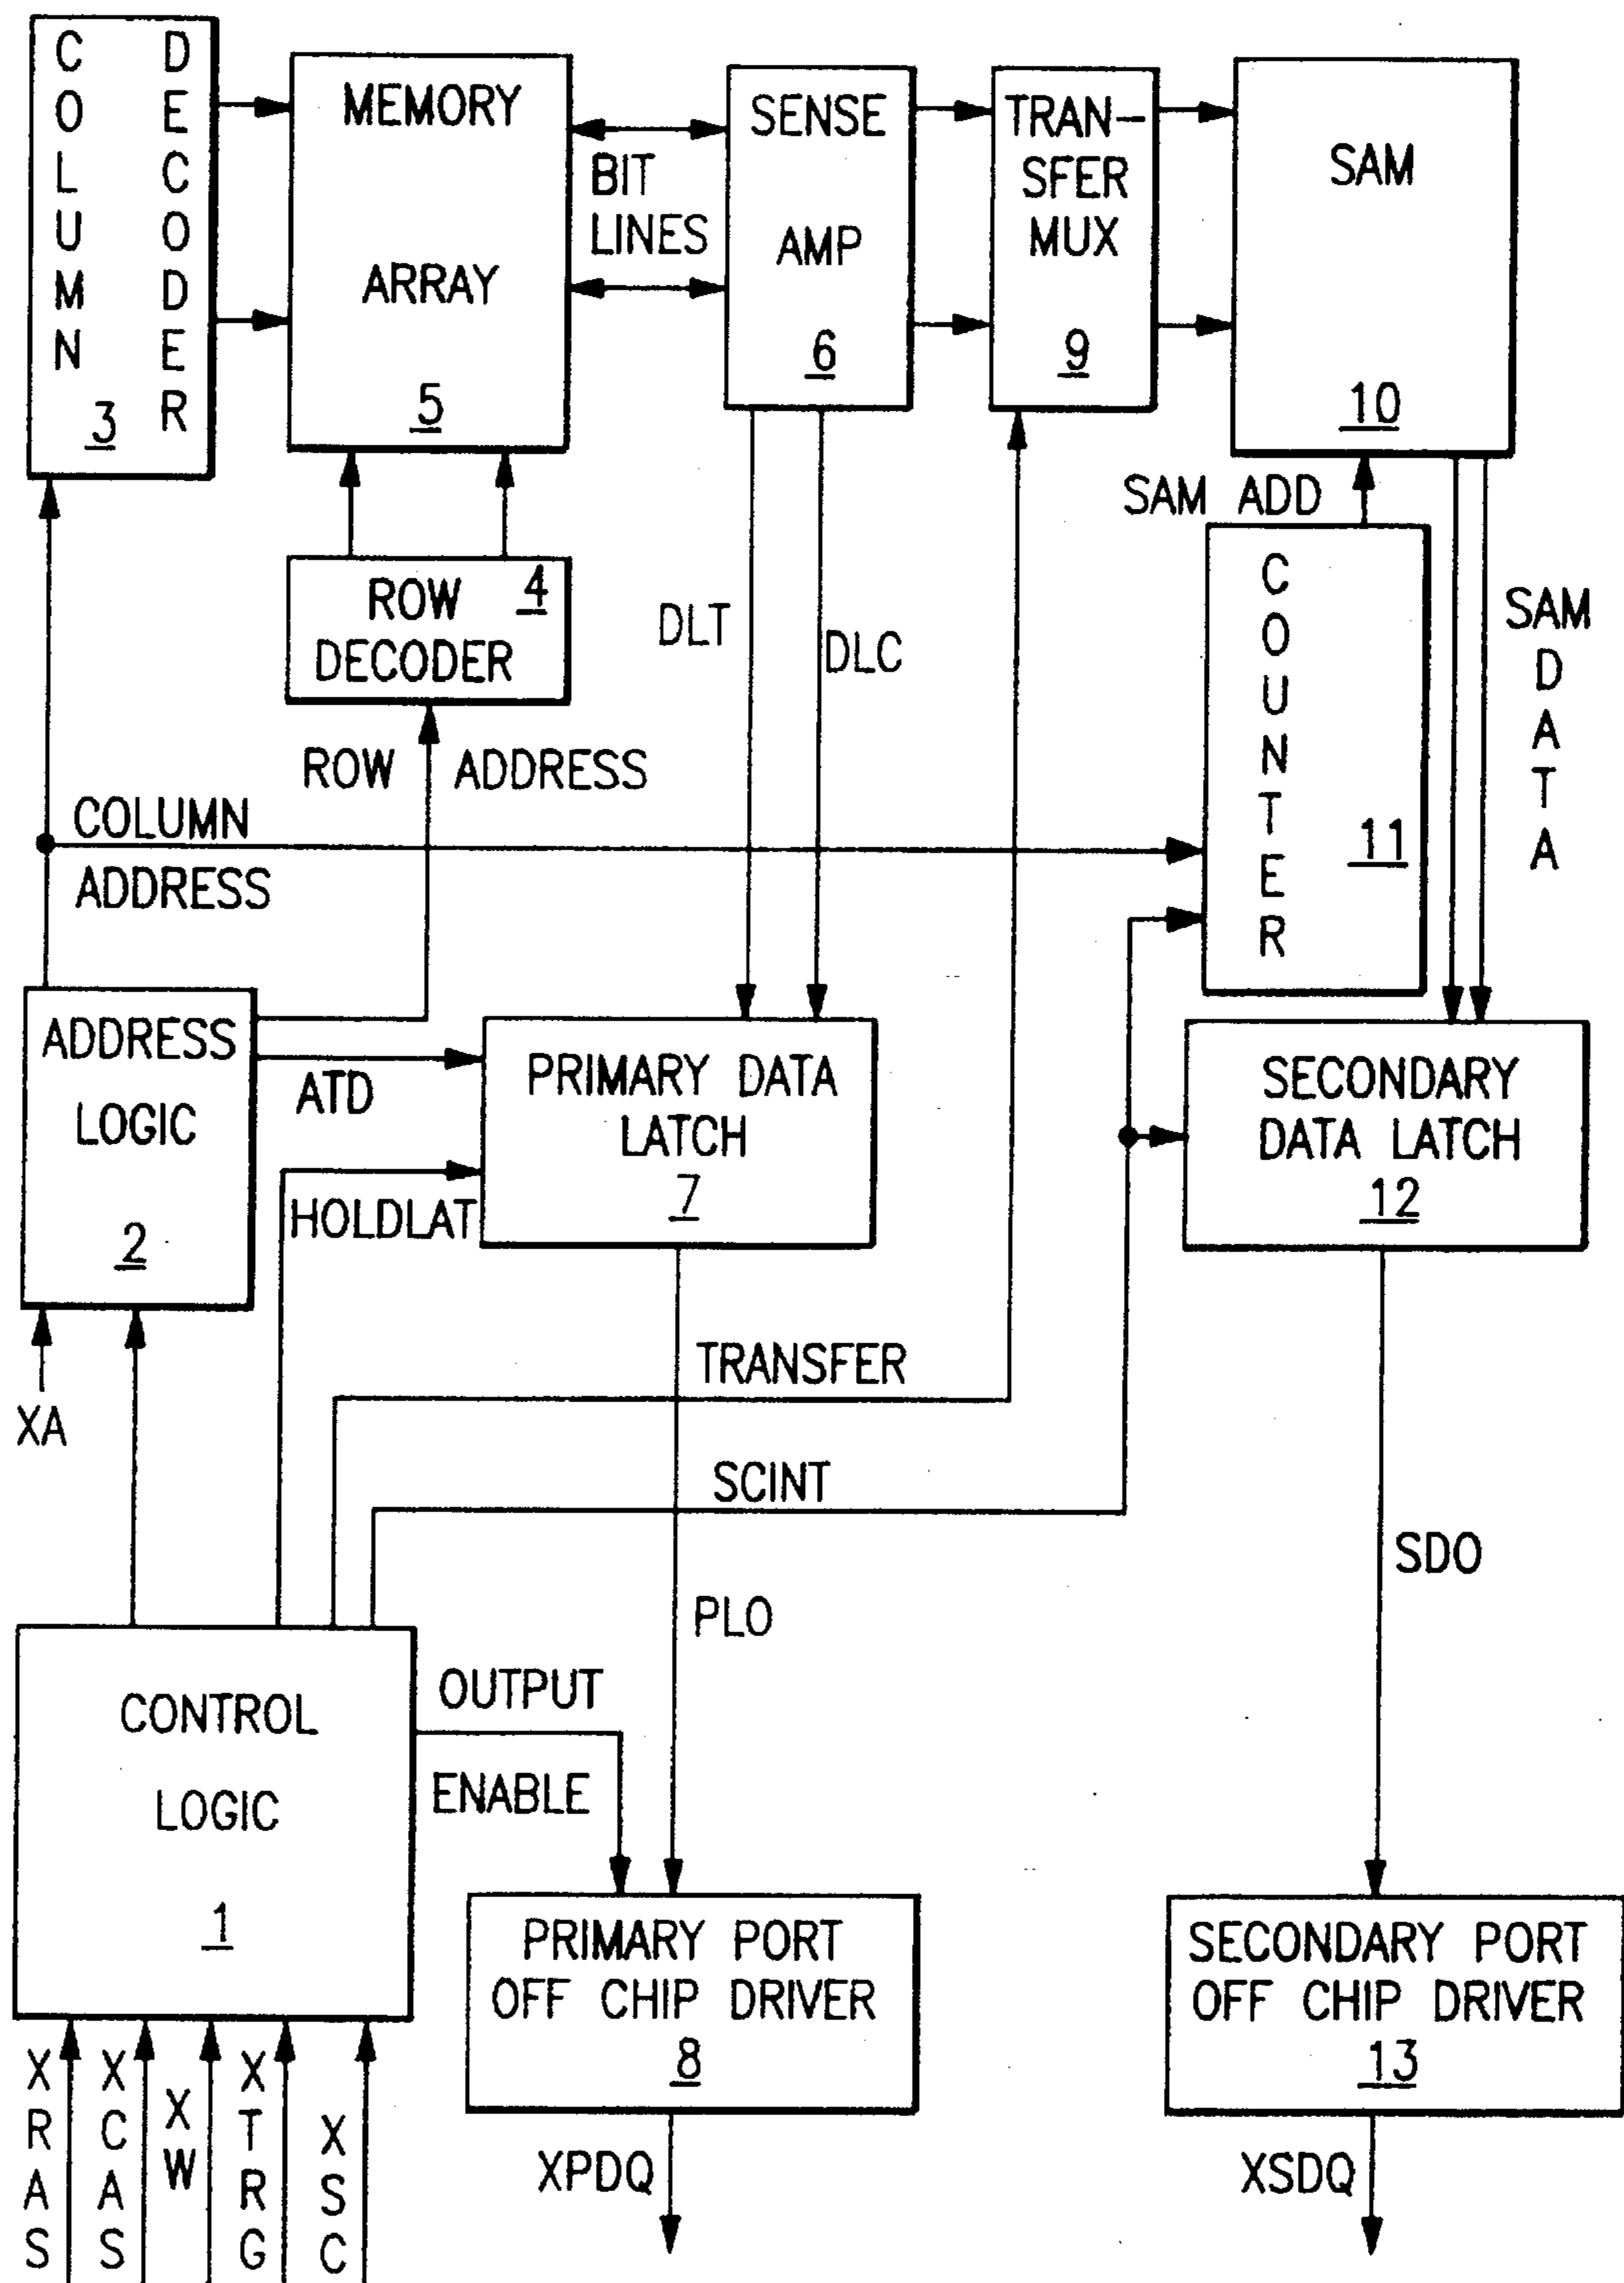 COLUMN DECODER
3
MEMORY
ARRAY
5
BIT
LINES
SENSE
AMP
6
TRAN-
SFER
MUX
9
SAM
10
SAM ADD
ROW
DECODER
4
DLT
DLC
COUNTER
11
SAM
DATA
ROW ADDRESS
COLUMN
ADDRESS
ADDRESS
LOGIC
2
ATD
HOLDLAT
PRIMARY DATA
LATCH
7
SECONDARY
DATA LATCH
12
XA
TRANSFER
SCINT
SDO
PLO
CONTROL
LOGIC
1
OUTPUT
ENABLE
PRIMARY PORT
OFF CHIP DRIVER
8
SECONDARY PORT
OFF CHIP DRIVER
13
XRAS
XCAS
XW
XTRG
XSC
XPDQ
XSDQ